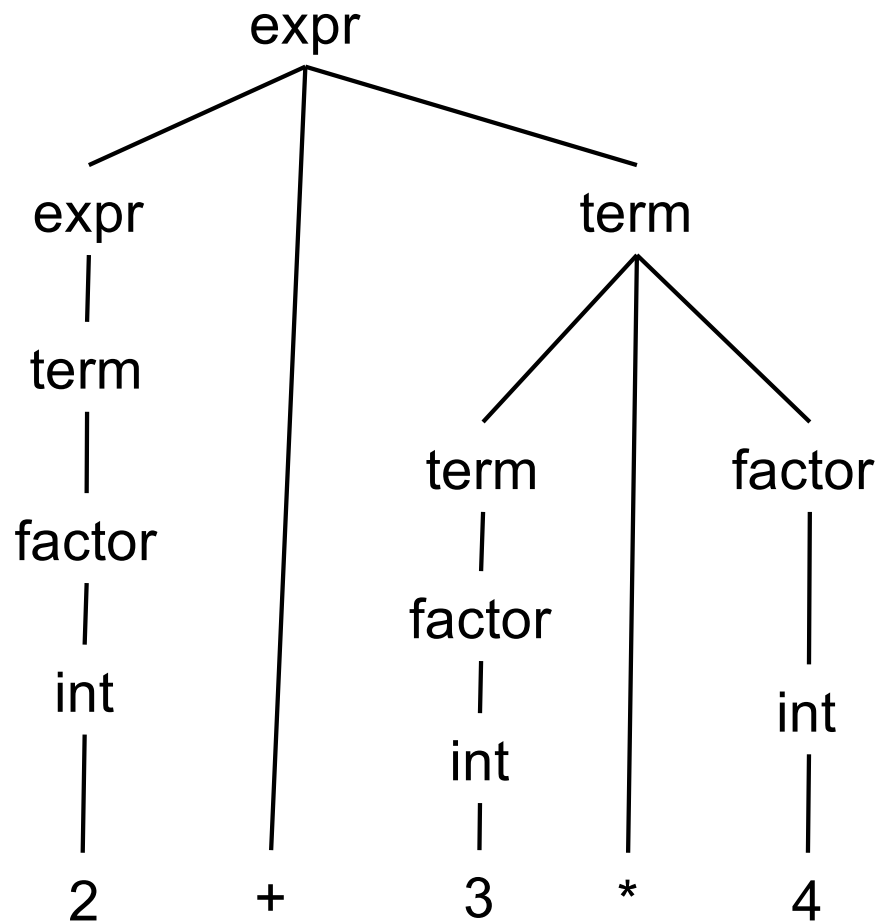 expr
expr term
term
term factor
factor
factor
int
int
int
2 + 3 * 4